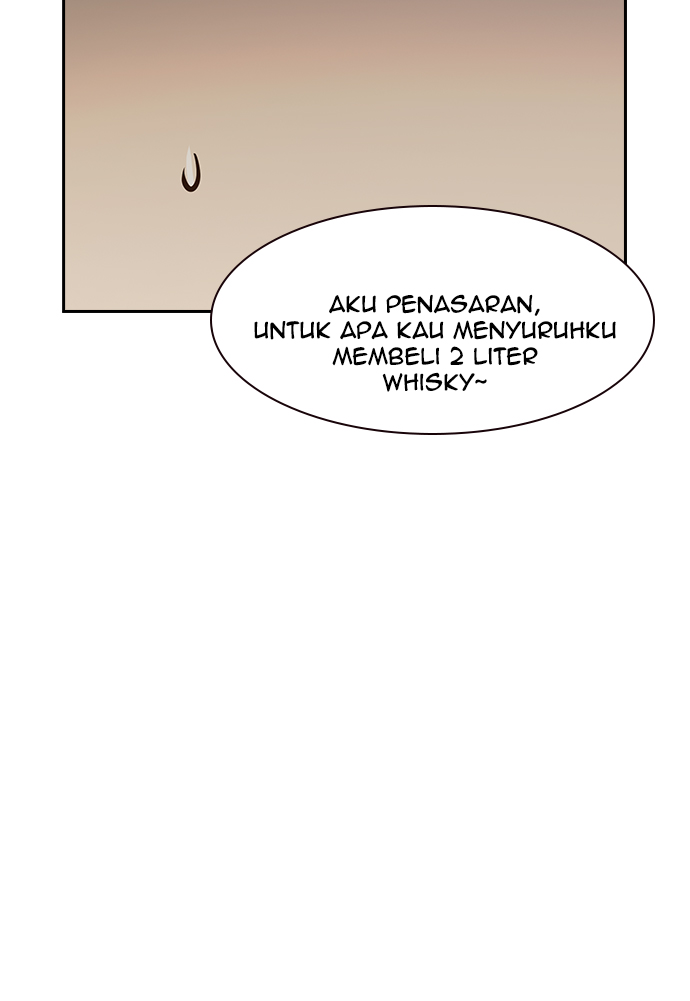 AKU PENASARAN,
UNTUK APA KAU MENYURUHKU
MEMBELI 2 LITER
WHISKY~